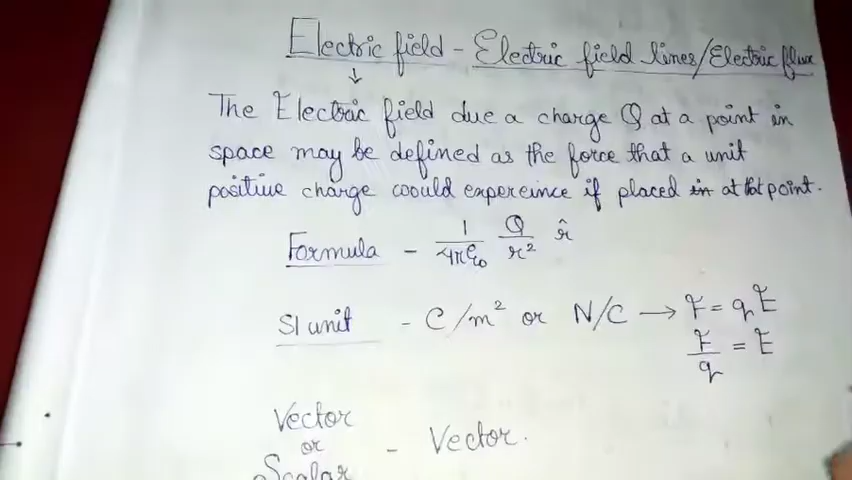 Electric field - Electric field lines/Electric flux
↓
The Electric field due a charge Q at a point in
space may be defined as the force that a unit
positive charge would expereince if placed in at that point.
Formula - 1/4πε₀ Q/r² r̂
SI unit - C/m² or N/C → F = qE
F/q = E
Vector
or - Vector.
Scalar